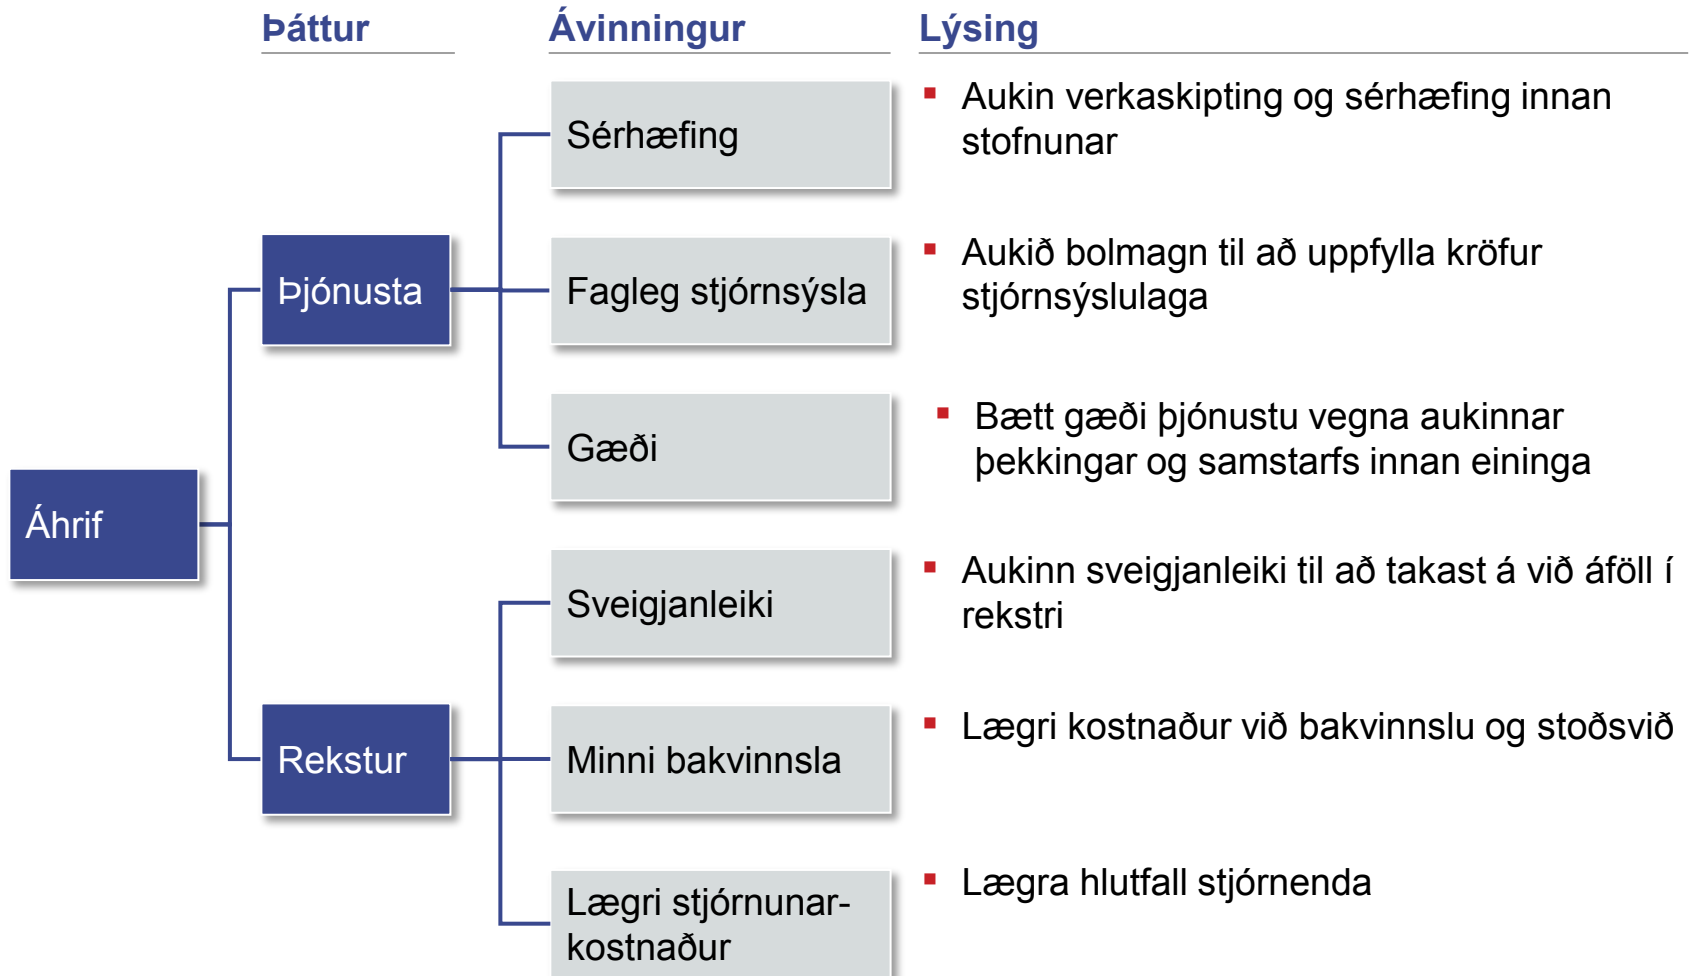 Þáttur
Ávinningur
Lýsing
Sérhæfing
▪ Aukin verkaskipting og sérhæfing innan
stofnunar
Þjónusta
Fagleg stjórnsýsla
▪ Aukið bolmagn til að uppfylla kröfur
stjórnsýslulaga
Gæði
▪ Bætt gæði þjónustu vegna aukinnar
þekkingar og samstarfs innan eininga
Áhrif
Sveigjanleiki
▪ Aukinn sveigjanleiki til að takast á við áföll í
rekstri
Rekstur
Minni bakvinnsla
▪ Lægri kostnaður við bakvinnslu og stoðsvið
Lægri stjórnunar-
kostnaður
▪ Lægra hlutfall stjórnenda